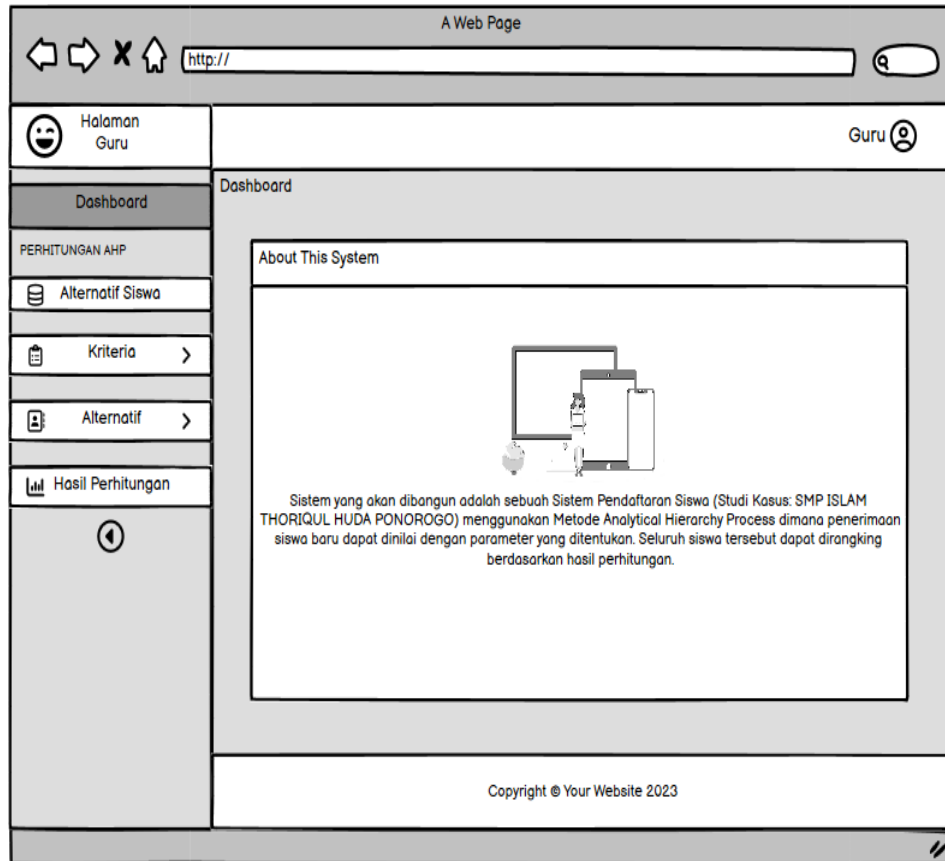 A Web Page
http://
Halaman
Guru
Guru
Dashboard
PERHITUNGAN AHP
Alternatif Siswa
Kriteria
Alternatif
Hasil Perhitungan
Dashboard
About This System
Sistem yang akan dibangun adalah sebuah Sistem Pendaftaran Siswa (Studi Kasus: SMP ISLAM
THORIQUL HUDA PONOROGO) menggunakan Metode Analytical Hierarchy Process dimana penerimaan
siswa baru dapat dinilai dengan parameter yang ditentukan. Seluruh siswa tersebut dapat dirangking
berdasarkan hasil perhitungan.
Copyright © Your Website 2023